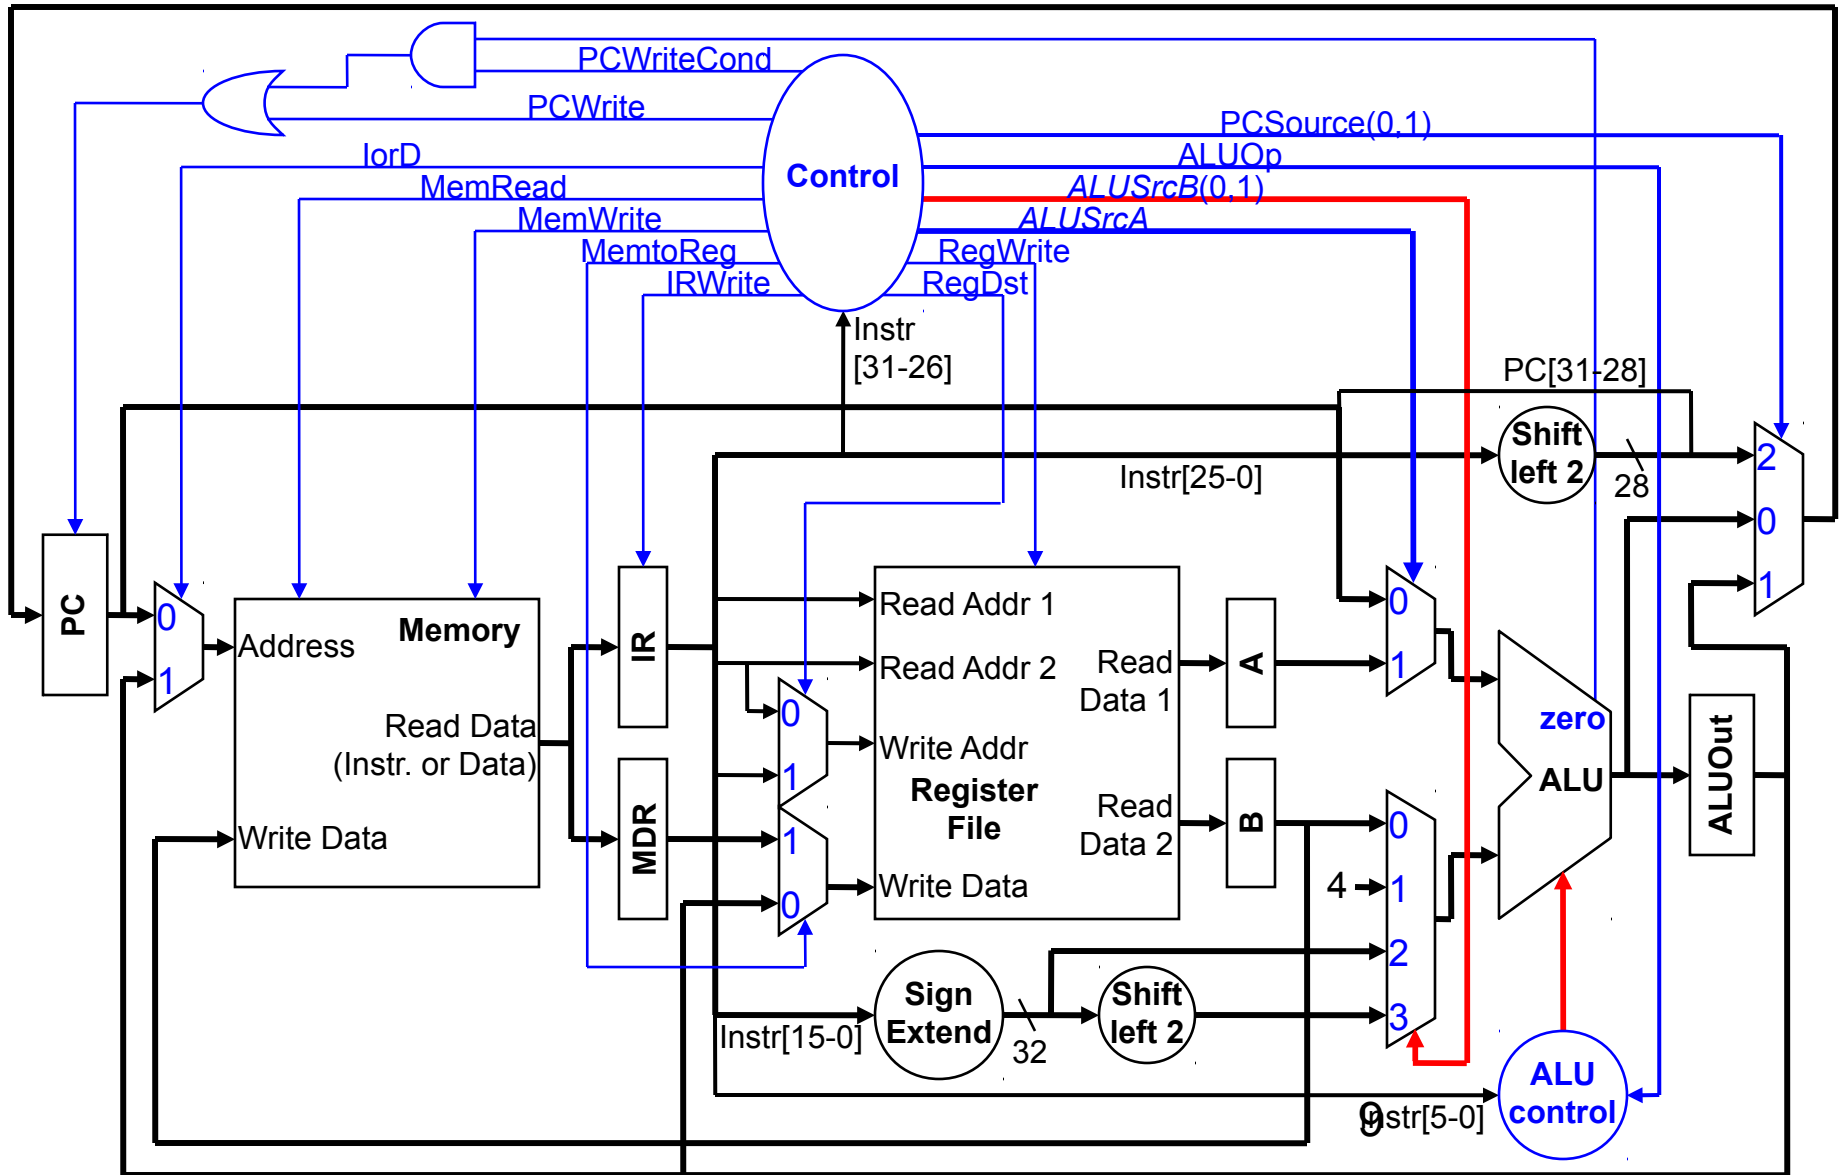 PCWriteCond
PCWrite
PCSource(0,1)
IorD
ALUOp
MemRead
Control
ALUSrcB(0,1)
MemWrite
ALUSrcA
MemtoReg
RegWrite
IRWrite
RegDst
Instr
[31-26]
PC[31-28]
Shift
left 2
Instr[25-0]
28
2
0
1
PC
0
1
Address
Memory
Read Data
(Instr. or Data)
Write Data
IR
MDR
0
1
1
0
Read Addr 1
Read Addr 2
Write Addr
Register
File
Write Data
Read
Data 1
Read
Data 2
A
B
0
1
4
0
1
2
3
zero
ALU
ALUOut
Sign
Extend
Instr[15-0]
32
Shift
left 2
ALU
control
Instr[5-0]
9